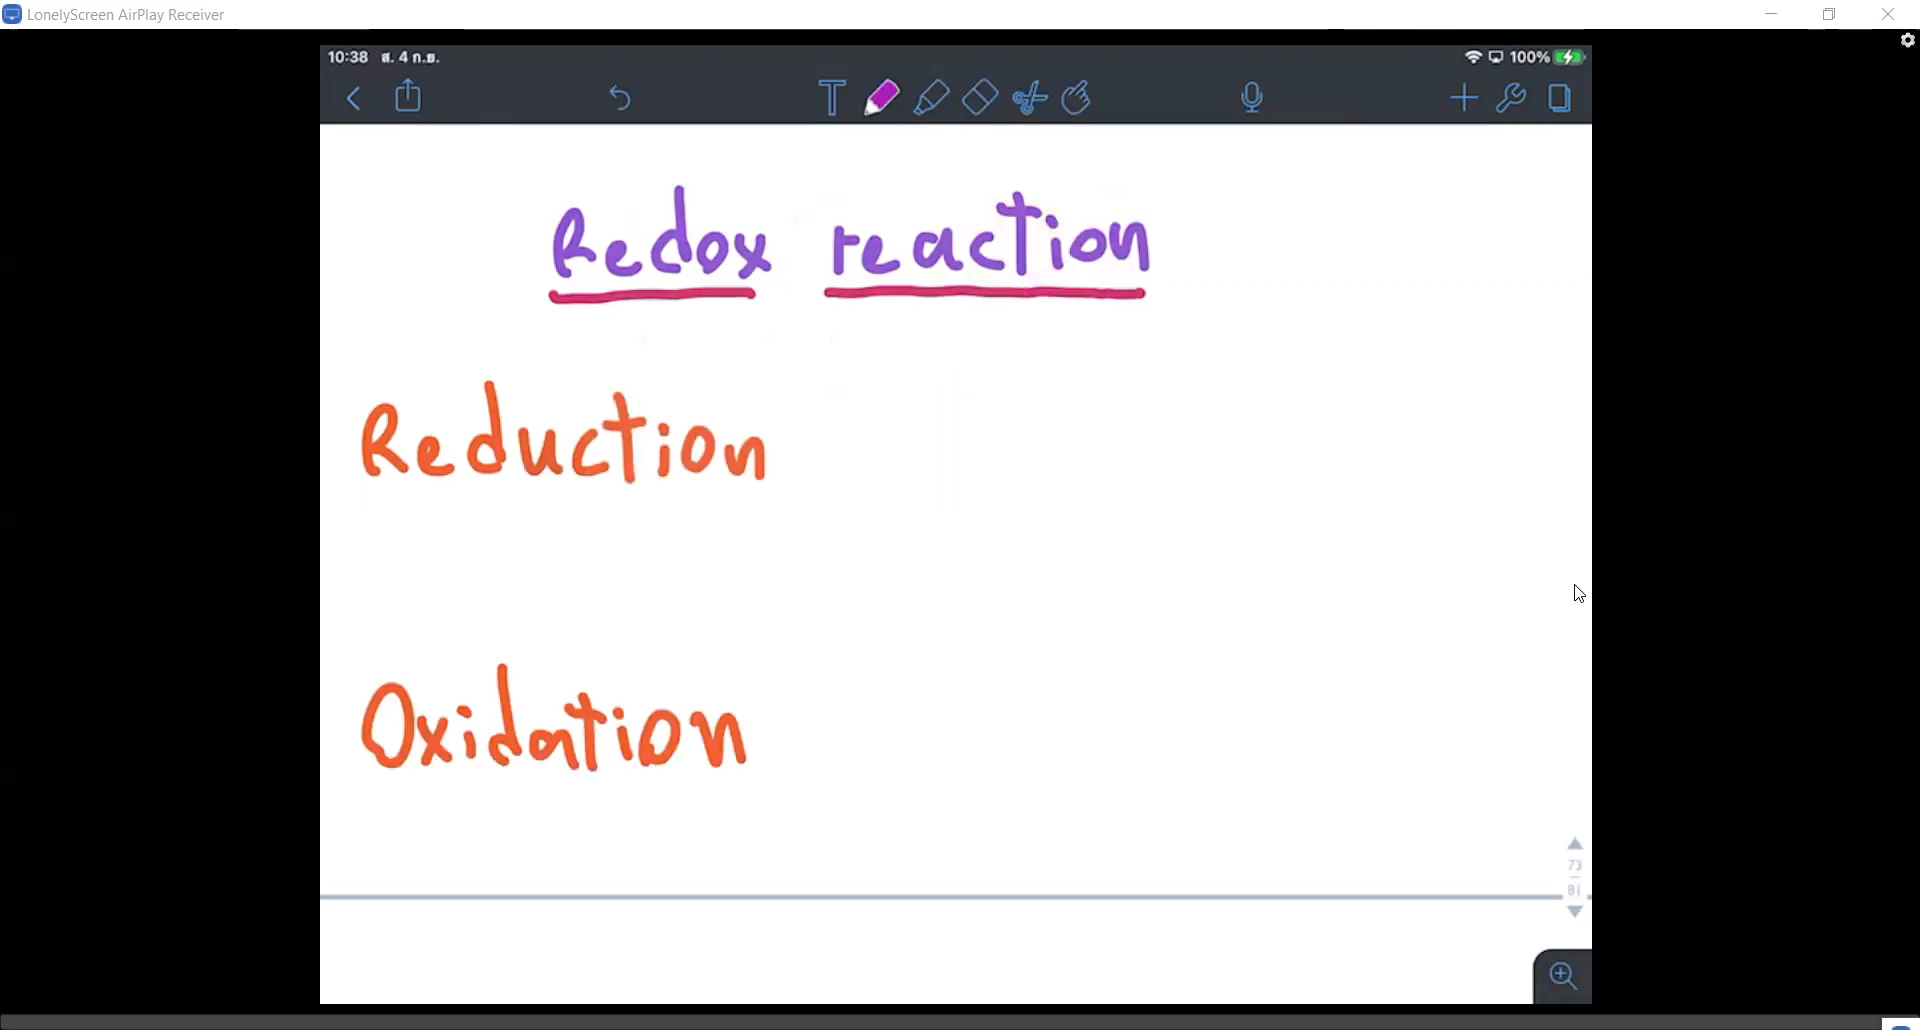 LonelyScreen AirPlay Receiver
10:38 ส. 4 ก.ย. 100%
Redox reaction
Reduction
Oxidation
73
81